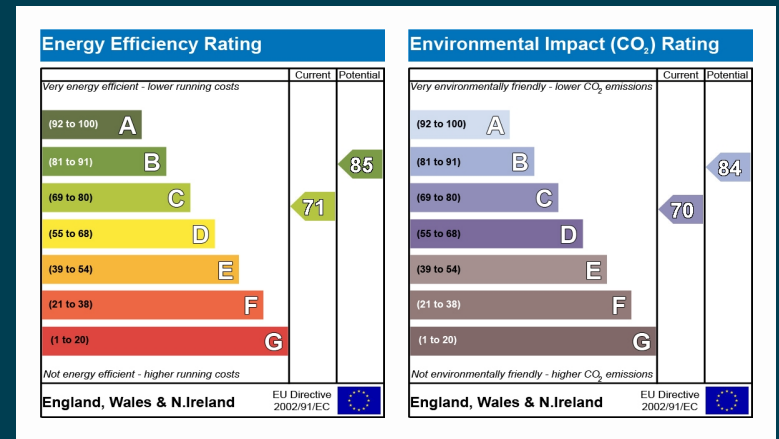 Energy Efficiency Rating
Current Potential
Very energy efficient - lower running costs
(92 to 100) A
(81 to 91) B
85
(69 to 80) C
71
(55 to 68) D
(39 to 54) E
(21 to 38) F
(1 to 20) G
Not energy efficient - higher running costs
England, Wales & N.Ireland
EU Directive
2002/91/EC
Environmental Impact (CO₂) Rating
Current Potential
Very environmentally friendly - lower CO₂ emissions
(92 to 100) A
(81 to 91) B
84
(69 to 80) C
70
(55 to 68) D
(39 to 54) E
(21 to 38) F
(1 to 20) G
Not environmentally friendly - higher CO₂ emissions
England, Wales & N.Ireland
EU Directive
2002/91/EC